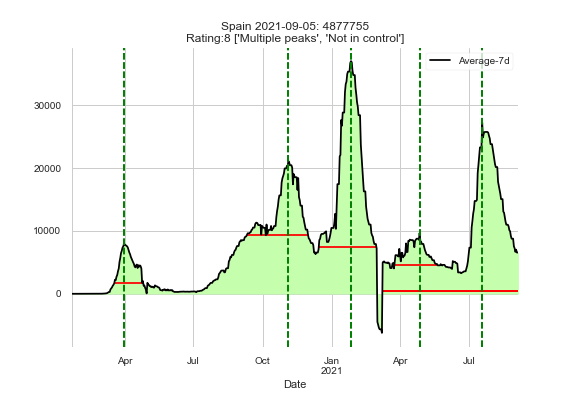 Spain 2021-09-05: 4877755
Rating:8 ['Multiple peaks', 'Not in control']
Average-7d
30000
20000
10000
0
Apr Jul Oct Jan Apr Jul
2021
Date